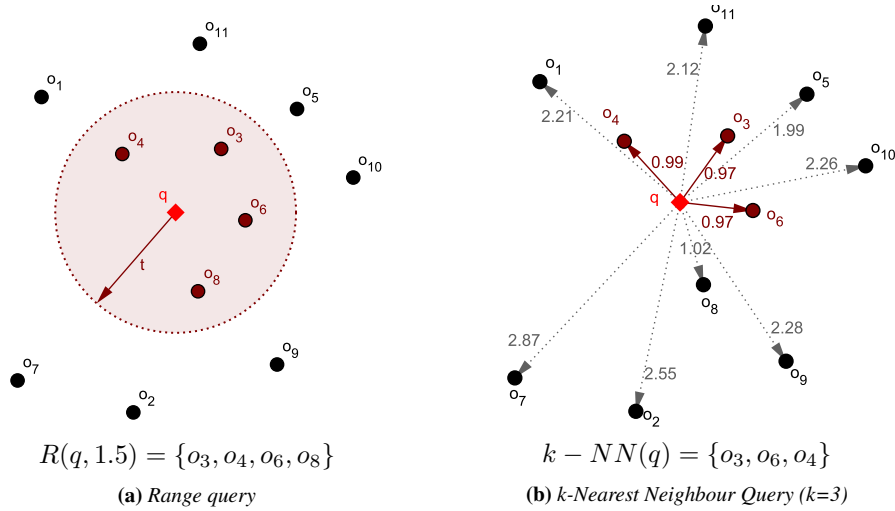 o11
o1
o5
o4
o3
o10
q
o6
t
o8
o9
o7
o2
R(q, 1.5) = {o3, o4, o6, o8}
(a) Range query
o11
o1
2.12
o5
2.21
o4
o3
1.99
o10
0.99
0.97
2.26
q
0.97
o6
1.02
o8
2.87
2.28
2.55
o9
o7
o2
k − NN(q) = {o3, o6, o4}
(b) k-Nearest Neighbour Query (k=3)